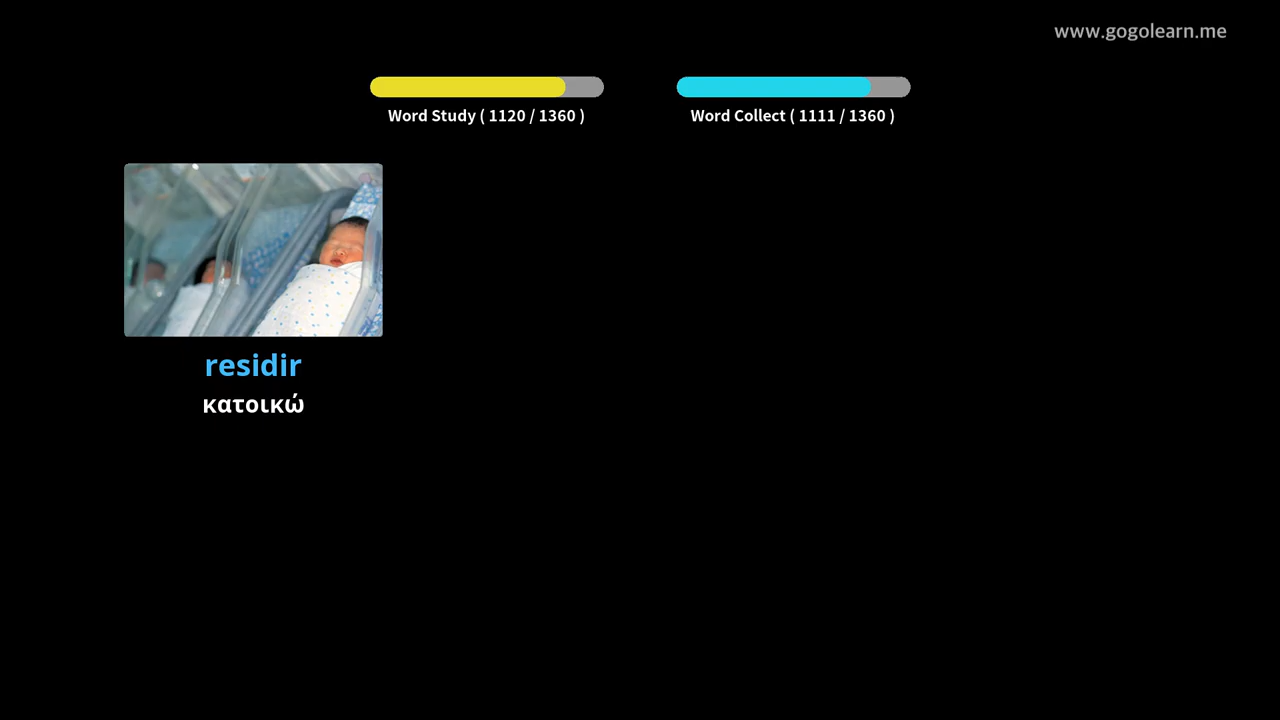 www.gogolearn.me
Word Study ( 1120 / 1360 )
Word Collect ( 1111 / 1360 )
residir
κατοικώ